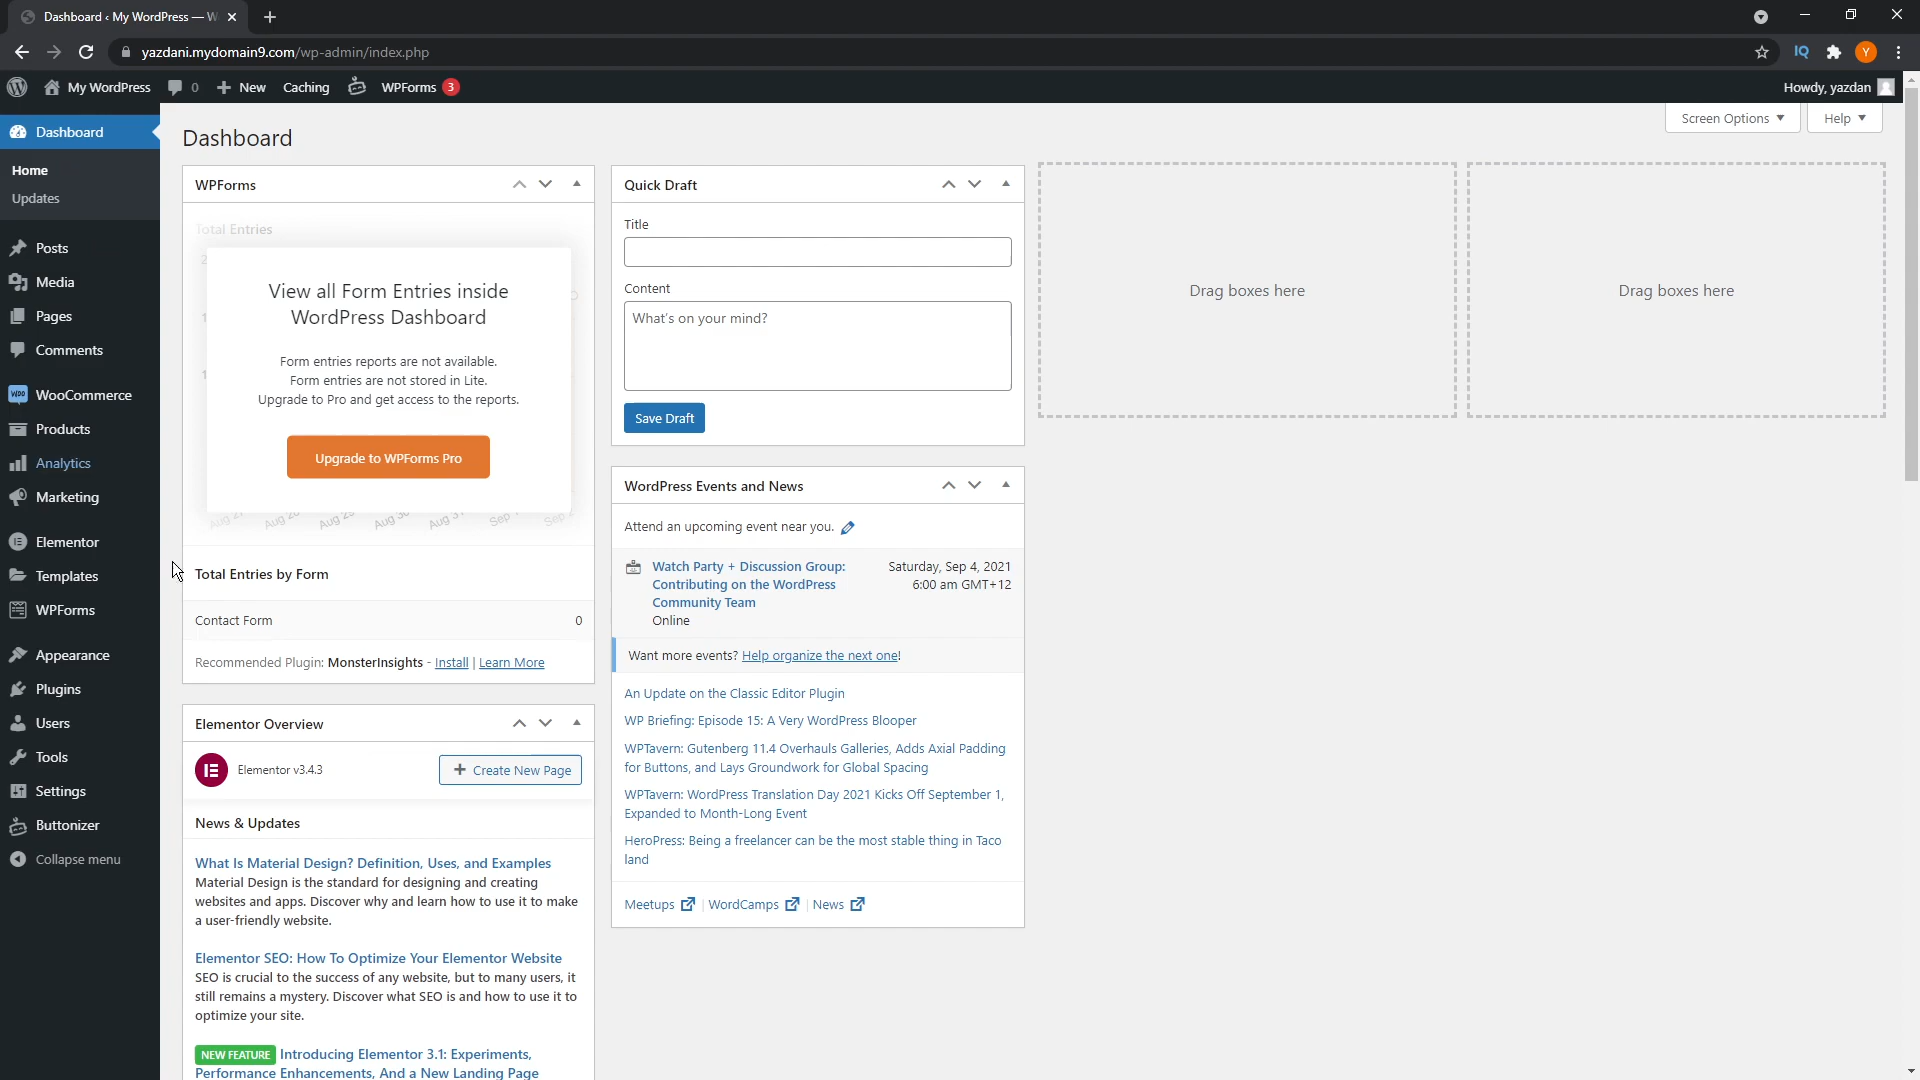 Dashboard ‹ My WordPress — W
yazdani.mydomain9.com/wp-admin/index.php
IQ
Y
My WordPress
0
New
Caching
WPForms
3
Howdy, yazdan
Screen Options
Help
Dashboard
Home
Updates
Posts
Media
Pages
Comments
WooCommerce
Products
Analytics
Marketing
Elementor
Templates
WPForms
Appearance
Plugins
Users
Tools
Settings
Buttonizer
Collapse menu
Dashboard
WPForms
Total Entries
View all Form Entries inside
WordPress Dashboard
Form entries reports are not available.
Form entries are not stored in Lite.
Upgrade to Pro and get access to the reports.
Upgrade to WPForms Pro
Total Entries by Form
Contact Form 0
Recommended Plugin: MonsterInsights - Install | Learn More
Elementor Overview
Elementor v3.4.3
Create New Page
News & Updates
What Is Material Design? Definition, Uses, and Examples
Material Design is the standard for designing and creating
websites and apps. Discover why and learn how to use it to make
a user-friendly website.
Elementor SEO: How To Optimize Your Elementor Website
SEO is crucial to the success of any website, but to many users, it
still remains a mystery. Discover what SEO is and how to use it to
optimize your site.
NEW FEATURE Introducing Elementor 3.1: Experiments,
Performance Enhancements, And a New Landing Page
Quick Draft
Title
Content
What's on your mind?
Save Draft
WordPress Events and News
Attend an upcoming event near you.
Watch Party + Discussion Group: Saturday, Sep 4, 2021
Contributing on the WordPress 6:00 am GMT+12
Community Team
Online
Want more events? Help organize the next one!
An Update on the Classic Editor Plugin
WP Briefing: Episode 15: A Very WordPress Blooper
WPTavern: Gutenberg 11.4 Overhauls Galleries, Adds Axial Padding
for Buttons, and Lays Groundwork for Global Spacing
WPTavern: WordPress Translation Day 2021 Kicks Off September 1,
Expanded to Month-Long Event
HeroPress: Being a freelancer can be the most stable thing in Taco
land
Meetups | WordCamps | News
Drag boxes here
Drag boxes here